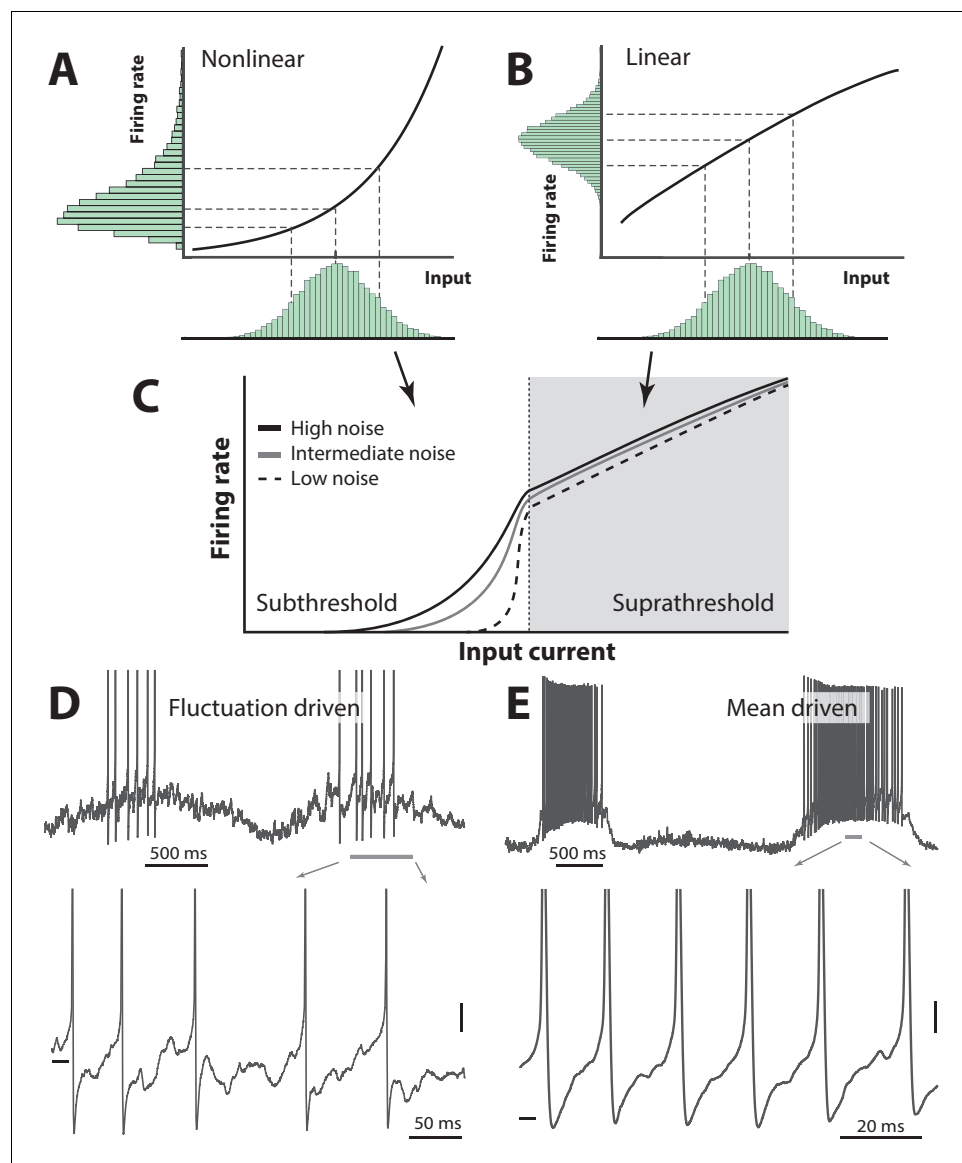 A
Nonlinear
Firing rate
Input
B
Linear
Firing rate
Input
C
High noise
Intermediate noise
Low noise
Firing rate
Subthreshold
Suprathreshold
Input current
D
Fluctuation driven
500 ms
50 ms
E
Mean driven
500 ms
20 ms